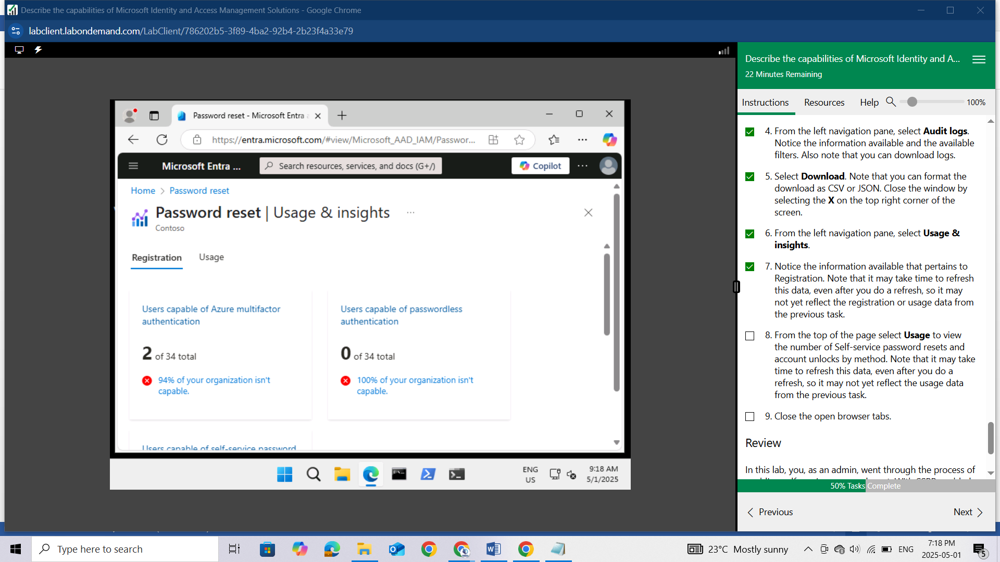 Describe the capabilities of Microsoft Identity and Access Management Solutions - Google Chrome
labclient.labondemand.com/LabClient/786202b5-3f89-4ba2-92b4-2b23f4a33e79
Password reset - Microsoft Entra a
https://entra.microsoft.com/#view/Microsoft_AAD_IAM/Passwor...
Microsoft Entra ...
Search resources, services, and docs (G+/)
Copilot
Home > Password reset
Password reset | Usage & insights
Contoso
Registration
Usage
Users capable of Azure multifactor
authentication
2 of 34 total
94% of your organization isn't
capable.
Users capable of passwordless
authentication
0 of 34 total
100% of your organization isn't
capable.
Users capable of self-service password
ENG
US
9:18 AM
5/1/2025
Describe the capabilities of Microsoft Identity and A...
22 Minutes Remaining
Instructions
Resources
Help
100%
4. From the left navigation pane, select Audit logs.
Notice the information available and the available
filters. Also note that you can download logs.
5. Select Download. Note that you can format the
download as CSV or JSON. Close the window by
selecting the X on the top right corner of the
screen.
6. From the left navigation pane, select Usage &
insights.
7. Notice the information available that pertains to
Registration. Note that it may take time to refresh
this data, even after you do a refresh, so it may
not yet reflect the registration or usage data from
the previous task.
8. From the top of the page select Usage to view
the number of Self-service password resets and
account unlocks by method. Note that it may take
time to refresh this data, even after you do a
refresh, so it may not yet reflect the usage data
from the previous task.
9. Close the open browser tabs.
Review
In this lab, you, as an admin, went through the process of
50% Tasks Complete
Previous
Next
Type here to search
23°C Mostly sunny
ENG
7:18 PM
2025-05-01
5